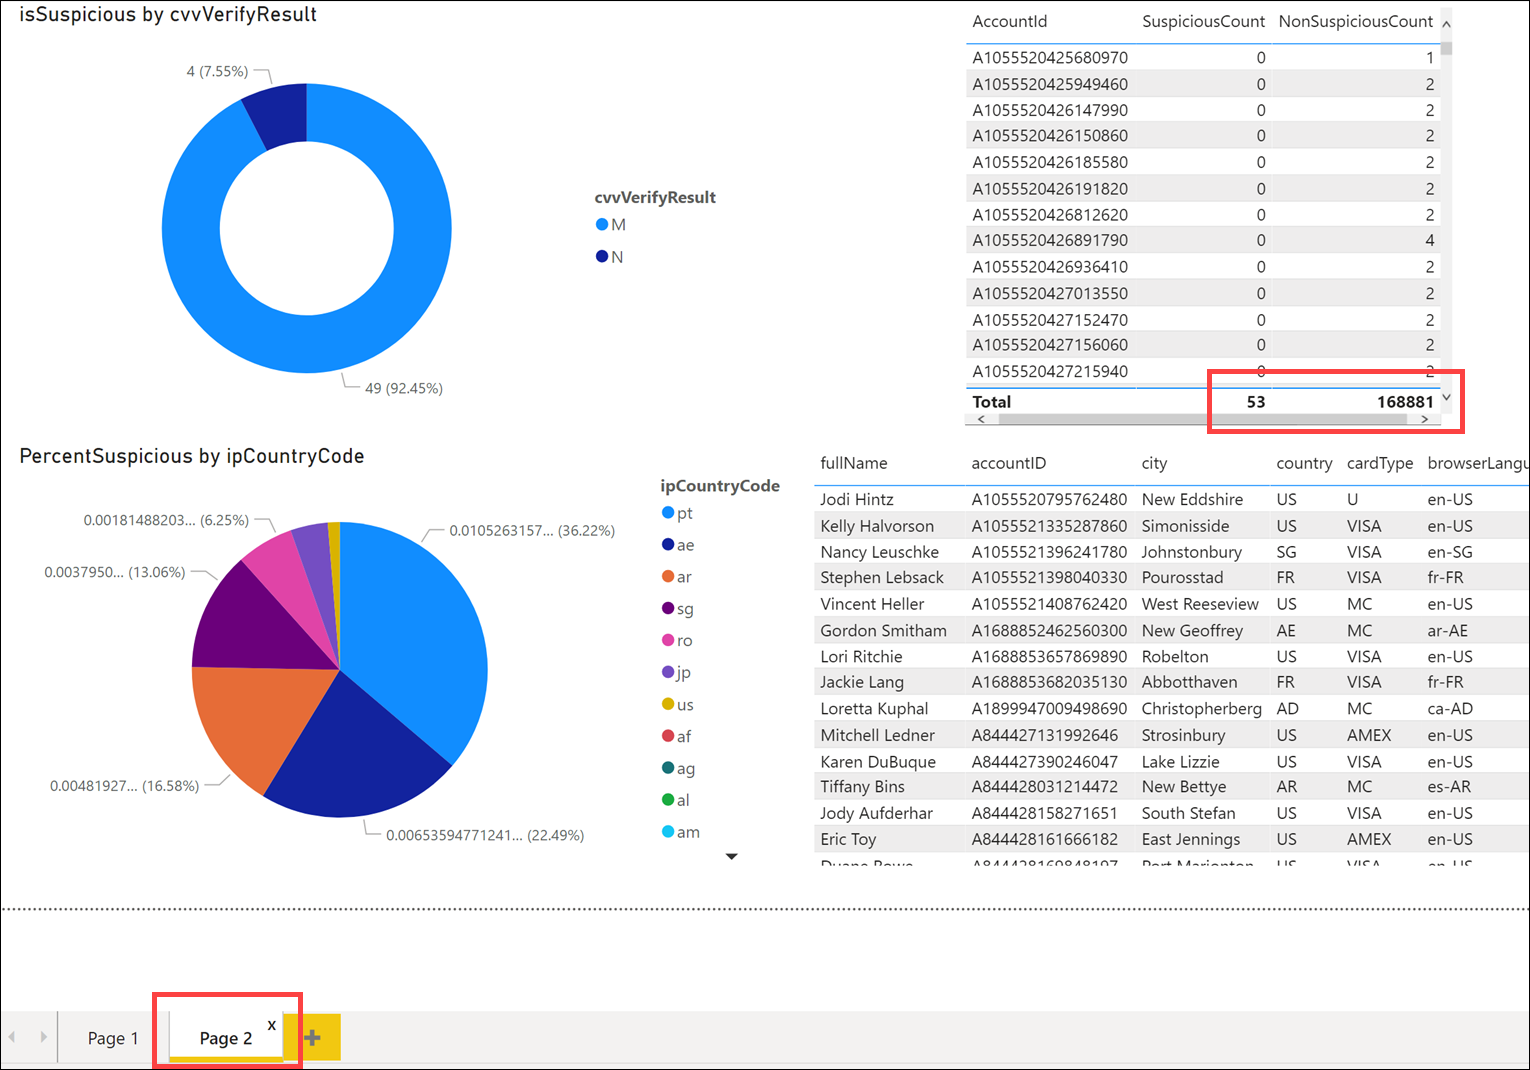 isSuspicious by cvvVerifyResult
4 (7.55%)
49 (92.45%)
cvvVerifyResult
M
N
AccountId SuspiciousCount NonSuspiciousCount
A1055520425680970 0 1
A1055520425949460 0 2
A1055520426147990 0 2
A1055520426150860 0 2
A1055520426185580 0 2
A1055520426191820 0 2
A1055520426812620 0 2
A1055520426891790 0 4
A1055520426936410 0 2
A1055520427013550 0 2
A1055520427152470 0 2
A1055520427156060 0 2
A1055520427215940 0 2
Total 53 168881
PercentSuspicious by ipCountryCode
0.00181488203... (6.25%)
0.0105263157... (36.22%)
0.0037950... (13.06%)
0.00481927... (16.58%)
0.00653594771241... (22.49%)
ipCountryCode
pt
ae
ar
sg
ro
jp
us
af
ag
al
am
fullName accountID city country cardType browserLangu
Jodi Hintz A1055520795762480 New Eddshire US U en-US
Kelly Halvorson A1055521335287860 Simonisside US VISA en-US
Nancy Leuschke A1055521396241780 Johnstonbury SG VISA en-SG
Stephen Lebsack A1055521398040330 Pourosstad FR VISA fr-FR
Vincent Heller A1055521408762420 West Reeseview US MC en-US
Gordon Smitham A1688852462560300 New Geoffrey AE MC ar-AE
Lori Ritchie A1688853657869890 Robelton US VISA en-US
Jackie Lang A1688853682035130 Abbotthaven FR VISA fr-FR
Loretta Kuphal A1899947009498690 Christopherberg AD MC ca-AD
Mitchell Ledner A844427131992646 Strosinbury US AMEX en-US
Karen DuBuque A844427390246047 Lake Lizzie US VISA en-US
Tiffany Bins A844428031214472 New Bettye AR MC es-AR
Jody Aufderhar A844428158271651 South Stefan US VISA en-US
Eric Toy A844428161666182 East Jennings US AMEX en-US
Duane Rowe A844428169848197 Port Marionton US VISA en-US
Page 1
Page 2 x